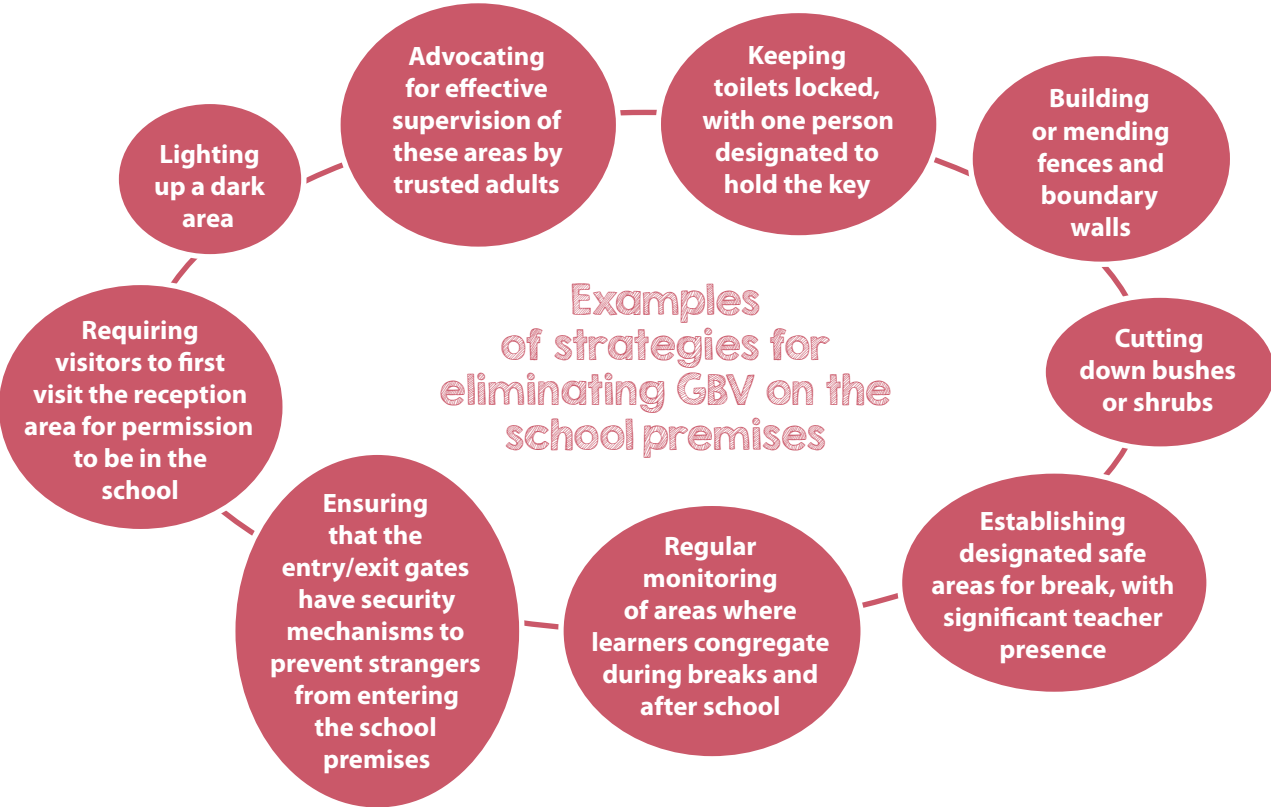 Examples
of strategies for
eliminating GBV on the
school premises
Lighting
up a dark
area
Advocating
for effective
supervision of
these areas by
trusted adults
Keeping
toilets locked,
with one person
designated to
hold the key
Building
or mending
fences and
boundary
walls
Cutting
down bushes
or shrubs
Establishing
designated safe
areas for break, with
significant teacher
presence
Regular
monitoring
of areas where
learners congregate
during breaks and
after school
Ensuring
that the
entry/exit gates
have security
mechanisms to
prevent strangers
from entering
the school
premises
Requiring
visitors to first
visit the reception
area for permission
to be in the
school